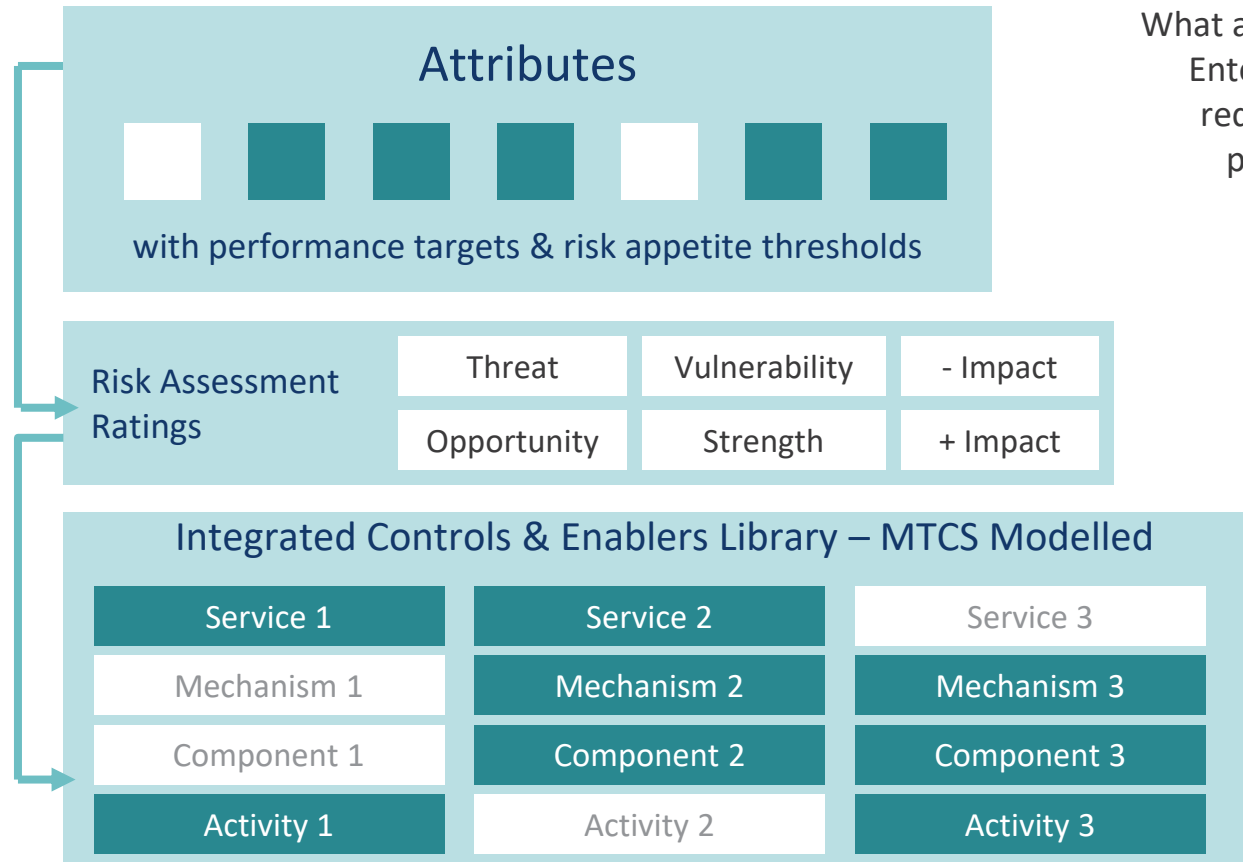 Attributes
with performance targets & risk appetite thresholds
What a
Risk Assessment
Ratings
Threat
Vulnerability
- Impact
Opportunity
Strength
+ Impact
Integrated Controls & Enablers Library – MTCS Modelled
Service 1
Service 2
Service 3
Mechanism 1
Mechanism 2
Mechanism 3
Component 1
Component 2
Component 3
Activity 1
Activity 2
Activity 3